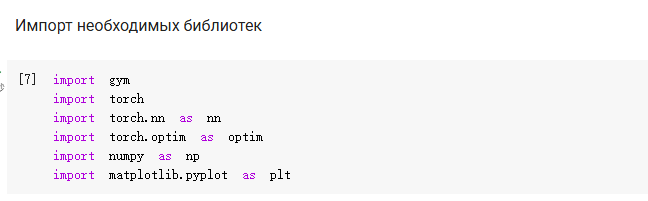 Импорт необходимых библиотек
[7] import gym
import torch
import torch.nn as nn
import torch.optim as optim
import numpy as np
import matplotlib.pyplot as plt